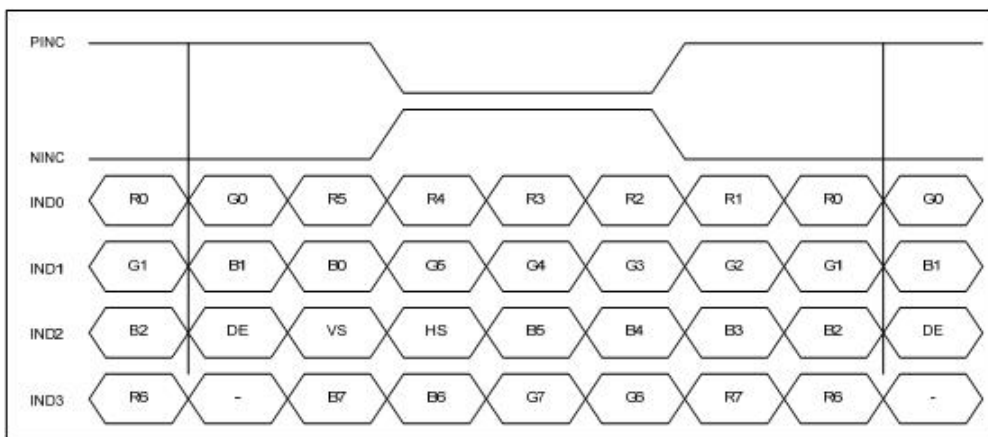 PINC
NINC
IND0 R0 G0 R5 R4 R3 R2 R1 R0 G0
IND1 G1 B1 B0 G5 G4 G3 G2 G1 B1
IND2 B2 DE VS HS B5 B4 B3 B2 DE
IND3 R6 - B7 B6 G7 G6 R7 R6 -